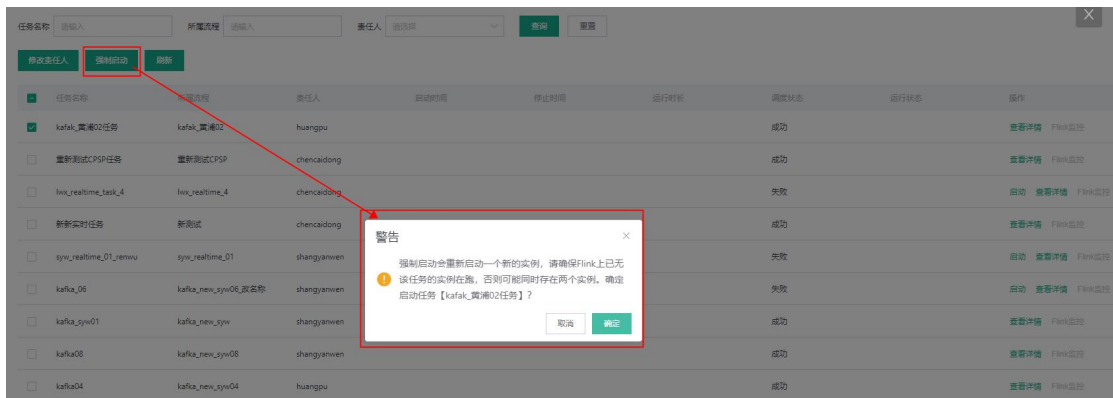 任务名称 请输入 所属流程 请输入 责任人 请选择 查询 重置 X
修改责任人 强制启动 刷新
任务名称 所属流程 责任人 启动时间 停止时间 运行时长 调度状态 运行状态 操作
kafak_黄浦02任务 kafak_黄浦02 huangpu 成功 查看详情 Flink监控
重新测试CPSP任务 重新测试CPSP chencaidong 成功 查看详情 Flink监控
lwx_realtime_task_4 lwx_realtime_4 chencaidong 失败 启动 查看详情 Flink监控
新新实时任务 新测试 chencaidong 成功 查看详情 Flink监控
syw_realtime_01_renwu syw_realtime_01 shangyanwen 失败 启动 查看详情 Flink监控
kafka_06 kafka_new_syw06_改名称 shangyanwen 失败 启动 查看详情 Flink监控
kafka_syw01 kafka_new_syw shangyanwen 成功 查看详情 Flink监控
kafka08 kafka_new_syw08 shangyanwen 成功 查看详情 Flink监控
kafka04 kafka_new_syw04 huangpu 成功 查看详情 Flink监控
警告 ×
强制启动会重新启动一个新的实例，请确保Flink上已无
该任务的实例在跑，否则可能同时存在两个实例。确定
启动任务【kafak_黄浦02任务】？
取消 确定